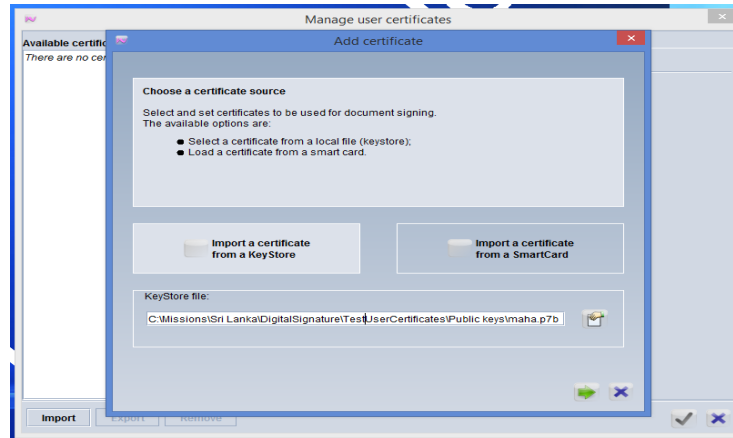 Manage user certificates
Add certificate
Available certific
There are no cer
Choose a certificate source
Select and set certificates to be used for document signing.
The available options are:
Select a certificate from a local file (keystore);
Load a certificate from a smart card.
Import a certificate
from a KeyStore
Import a certificate
from a SmartCard
KeyStore file:
C:\Missions\Sri Lanka\DigitalSignature\TestUserCertificates\Public keys\maha.p7b
Import
Export
Remove